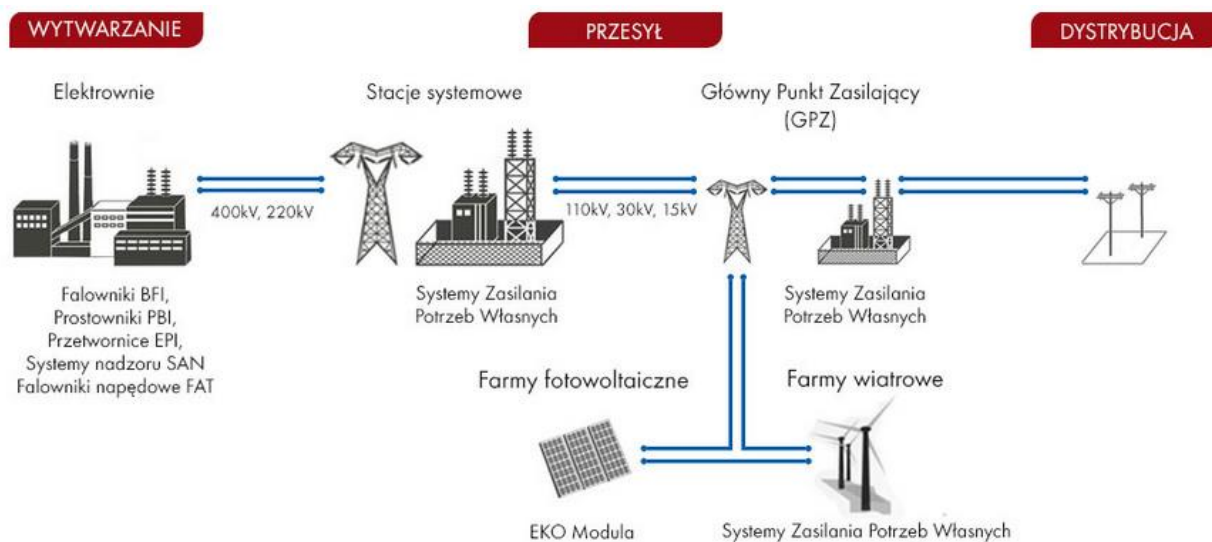 WYTWARZANIE
PRZESYŁ
DYSTRYBUCJA
Elektrownie
Stacje systemowe
Główny Punkt Zasilający
(GPZ)
400kV, 220kV
110kV, 30kV, 15kV
Falowniki BFI,
Prostowniki PBI,
Przetwornice EPI,
Systemy nadzoru SAN
Falowniki napędowe FAT
Systemy Zasilania
Potrzeb Własnych
Systemy Zasilania
Potrzeb Własnych
Farmy fotowoltaiczne
Farmy wiatrowe
EKO Modula
Systemy Zasilania Potrzeb Własnych